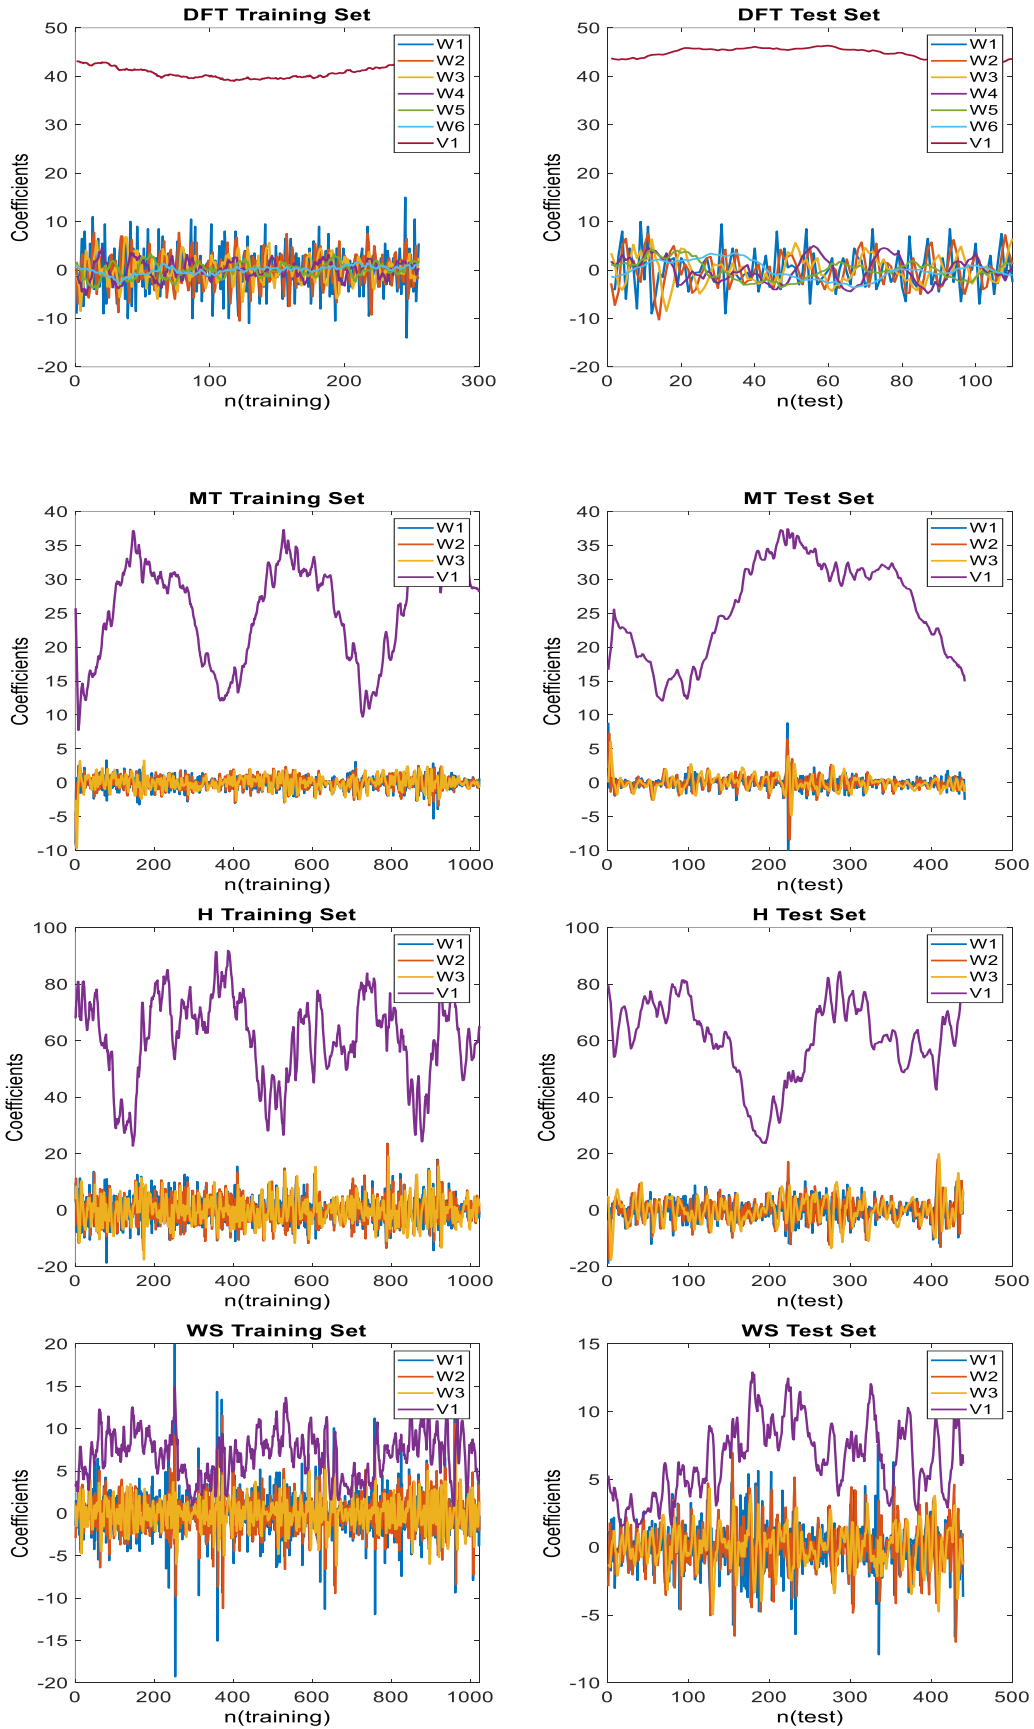 DFT Training Set
50
40
30
20
10
0
-10
-20
Coefficients
W1
W2
W3
W4
W5
W6
V1
0 100 200 300
n(training)
DFT Test Set
50
40
30
20
10
0
-10
-20
Coefficients
W1
W2
W3
W4
W5
W6
V1
0 20 40 60 80 100
n(test)
MT Training Set
40
35
30
25
20
15
10
5
0
-5
-10
Coefficients
W1
W2
W3
V1
0 200 400 600 800 1000
n(training)
MT Test Set
40
35
30
25
20
15
10
5
0
-5
-10
Coefficients
W1
W2
W3
V1
0 100 200 300 400 500
n(test)
H Training Set
100
80
60
40
20
0
-20
Coefficients
W1
W2
W3
V1
0 200 400 600 800 1000
n(training)
H Test Set
100
80
60
40
20
0
-20
Coefficients
W1
W2
W3
V1
0 100 200 300 400 500
n(test)
WS Training Set
20
15
10
5
0
-5
-10
-15
-20
Coefficients
W1
W2
W3
V1
0 200 400 600 800 1000
n(training)
WS Test Set
15
10
5
0
-5
-10
Coefficients
W1
W2
W3
V1
0 100 200 300 400 500
n(test)